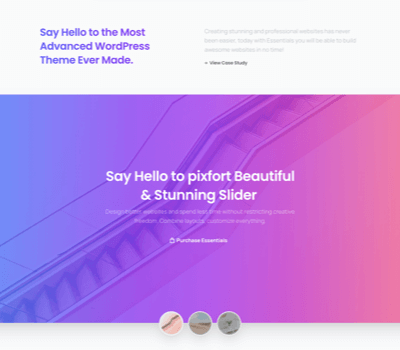 Say Hello to the Most
Advanced WordPress
Theme Ever Made.
Creating stunning and professional websites has never
been easier, today with Essentials you will be able to build
awesome websites in no time!
View Case Study
Say Hello to pixfort Beautiful
& Stunning Slider
Design better websites and spend less time without restricting creative
freedom. Combine layouts, customize everything.
Purchase Essentials